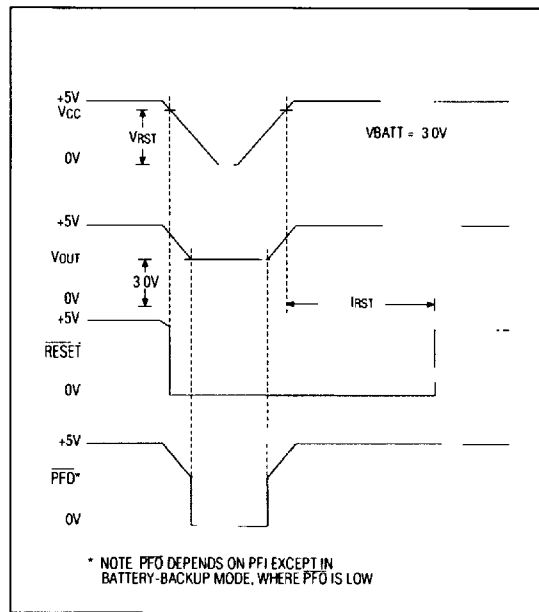 +5V
VCC
VRST
0V
VBATT = 3.0V
+5V
VOUT
3.0V
0V
tRST
+5V
RESET
0V
+5V
PFO*
0V
* NOTE PFO DEPENDS ON PFI EXCEPT IN
BATTERY-BACKUP MODE, WHERE PFO IS LOW